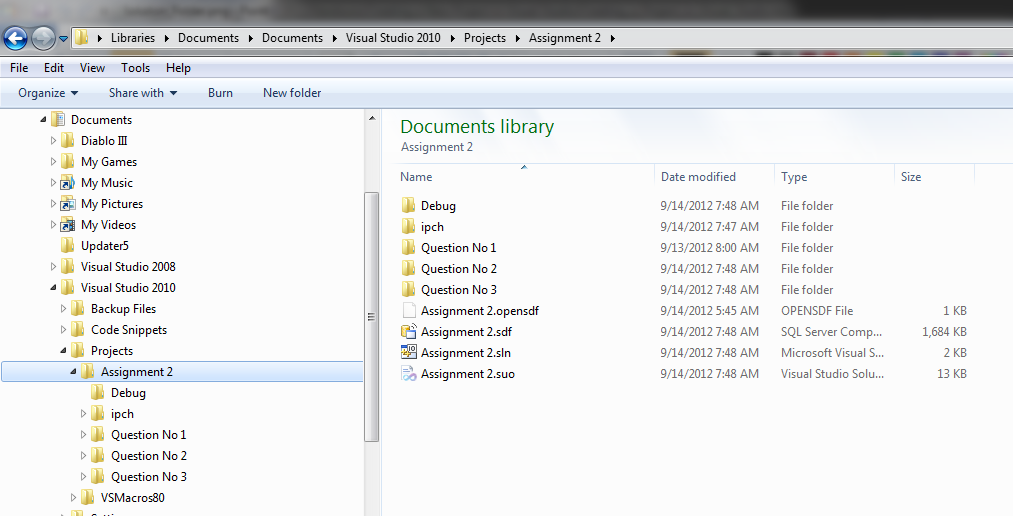 Libraries Documents Documents Visual Studio 2010 Projects Assignment 2
File Edit View Tools Help
Organize Share with Burn New folder
Documents
Diablo III
My Games
My Music
My Pictures
My Videos
Updater5
Visual Studio 2008
Visual Studio 2010
Backup Files
Code Snippets
Projects
Assignment 2
Debug
ipch
Question No 1
Question No 2
Question No 3
VSMacros80
Documents library
Assignment 2
Name Date modified Type Size
Debug 9/14/2012 7:48 AM File folder
ipch 9/14/2012 7:47 AM File folder
Question No 1 9/13/2012 8:00 AM File folder
Question No 2 9/14/2012 7:48 AM File folder
Question No 3 9/14/2012 7:48 AM File folder
Assignment 2.opensdf 9/14/2012 5:45 AM OPENSDF File 1 KB
Assignment 2.sdf 9/14/2012 7:48 AM SQL Server Comp... 1,684 KB
Assignment 2.sln 9/14/2012 7:48 AM Microsoft Visual S... 2 KB
Assignment 2.suo 9/14/2012 7:48 AM Visual Studio Solu... 13 KB